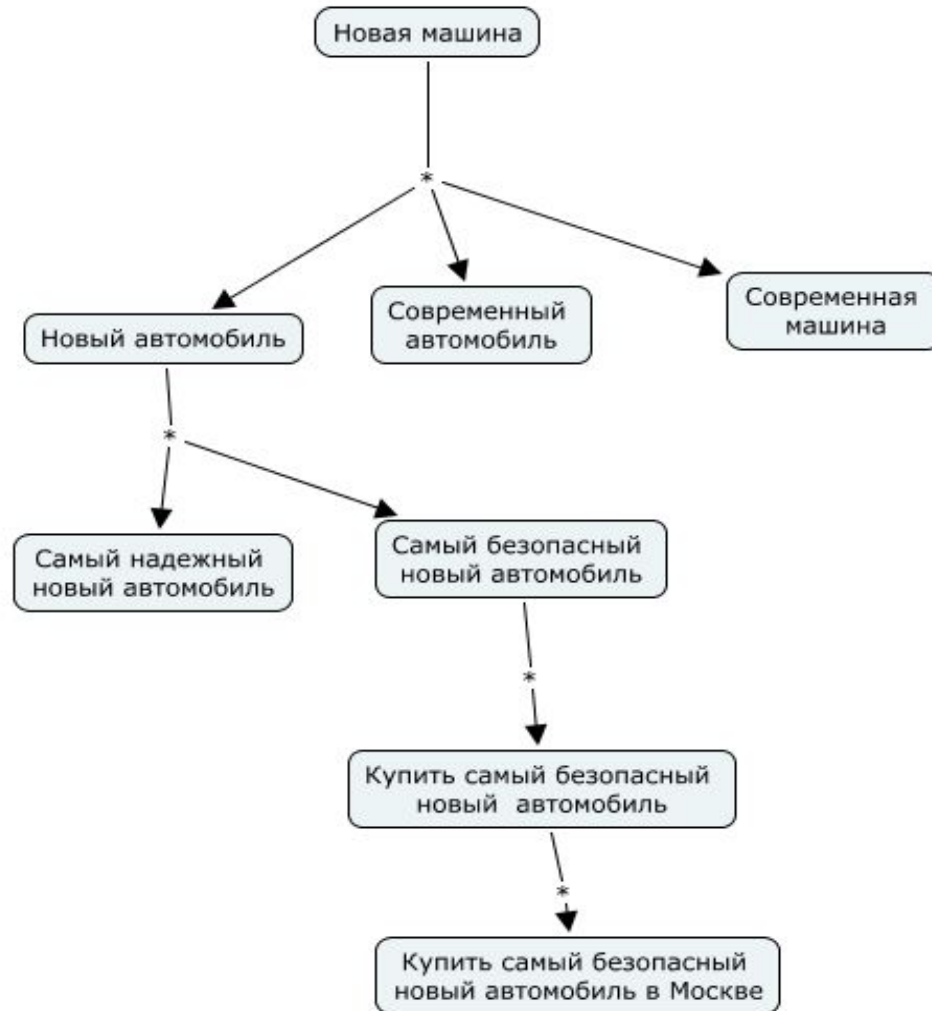 Новая машина
*
Новый автомобиль
Современный
автомобиль
Современная
машина
*
Самый надежный
новый автомобиль
Самый безопасный
новый автомобиль
*
Купить самый безопасный
новый автомобиль
*
Купить самый безопасный
новый автомобиль в Москве